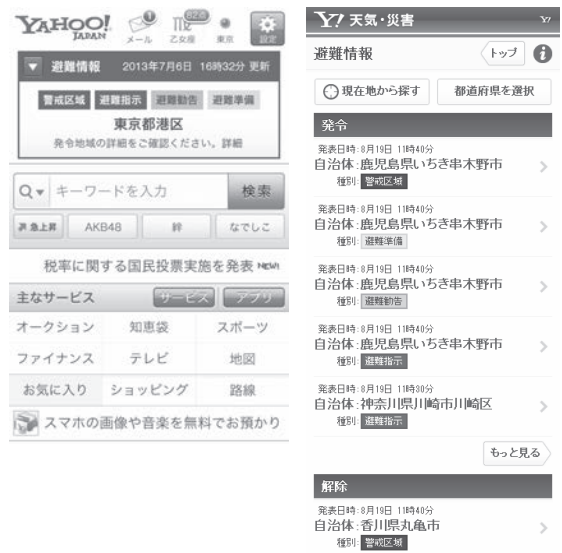 YAHOO!
JAPAN
メール
乙女座
東京
設定
避難情報 2013年7月6日 16時32分 更新
警戒区域 避難指示 避難勧告 避難準備
東京都港区
発令地域の詳細をご確認ください。詳細
キーワードを入力 検索
急上昇 AKB48 絆 なでしこ
税率に関する国民投票実施を発表 NEW!
主なサービス サービス アプリ
オークション 知恵袋 スポーツ
ファイナンス テレビ 地図
お気に入り ショッピング 路線
スマホの画像や音楽を無料でお預かり
Y! 天気・災害 Y!
避難情報 トップ i
現在地から探す 都道府県を選択
発令
発表日時:8月19日 11時40分
自治体:鹿児島県いちき串木野市
種別:警戒区域
発表日時:8月19日 11時40分
自治体:鹿児島県いちき串木野市
種別:避難準備
発表日時:8月19日 11時40分
自治体:鹿児島県いちき串木野市
種別:避難勧告
発表日時:8月19日 11時40分
自治体:鹿児島県いちき串木野市
種別:避難指示
発表日時:8月19日 11時30分
自治体:神奈川県川崎市川崎区
種別:避難指示
もっと見る
解除
発表日時:8月19日 11時40分
自治体:香川県丸亀市
種別:警戒区域